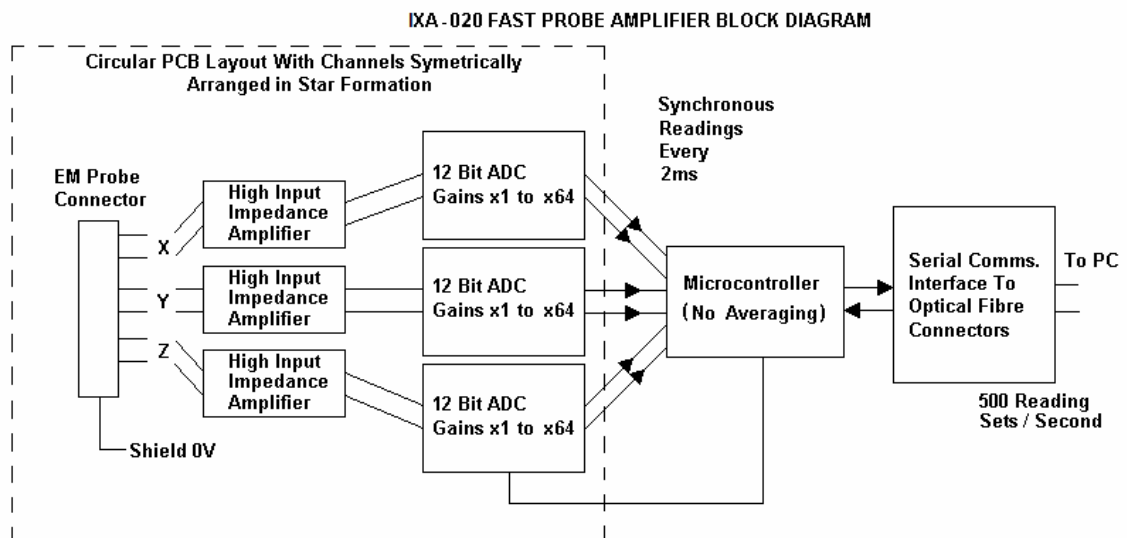 IXA-020 FAST PROBE AMPLIFIER BLOCK DIAGRAM
Circular PCB Layout With Channels Symetrically
Arranged in Star Formation
EM Probe
Connector
X
Y
Z
Shield 0V
High Input
Impedance
Amplifier
High Input
Impedance
Amplifier
High Input
Impedance
Amplifier
12 Bit ADC
Gains x1 to x64
12 Bit ADC
Gains x1 to x64
12 Bit ADC
Gains x1 to x64
Synchronous
Readings
Every
2ms
Microcontroller
(No Averaging)
Serial Comms.
Interface To
Optical Fibre
Connectors
To PC
500 Reading
Sets / Second